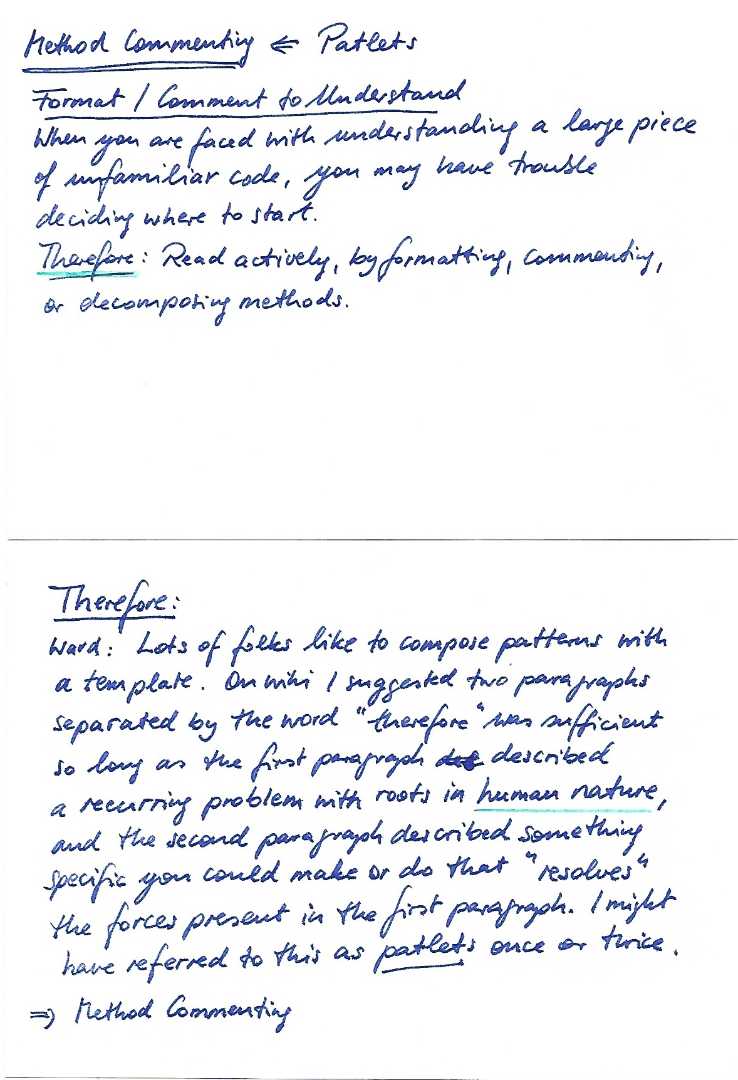 Method Commenting ⇐ Patlets
Format / Comment to Understand
When you are faced with understanding a large piece
of unfamiliar code, you may have trouble
deciding where to start.
Therefore: Read actively, by formatting, commenting,
or decomposing methods.
Therefore:
Ward: Lots of folks like to compose patterns with
a template. On wiki I suggested two paragraphs
separated by the word "therefore" was sufficient
so long as the first paragraph described
a recurring problem with roots in human nature,
and the second paragraph described something
specific you could make or do that "resolves"
the forces present in the first paragraph. I might
have referred to this as patlets once or twice.
⇒ Method Commenting